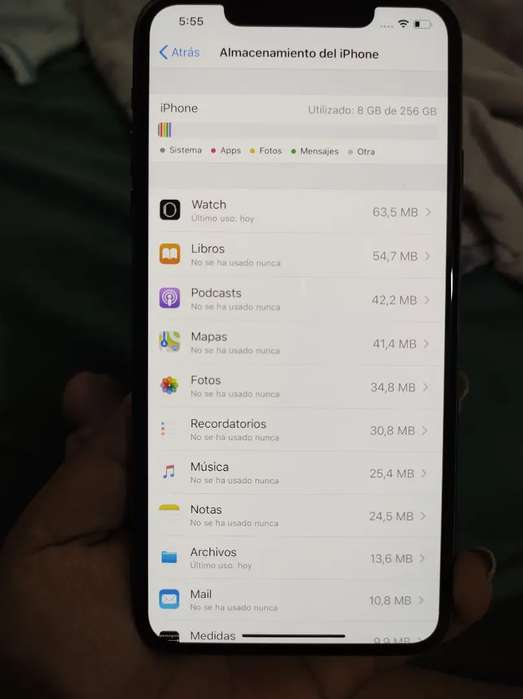 5:55
Atrás
Almacenamiento del iPhone
iPhone
Utilizado: 8 GB de 256 GB
Sistema Apps Fotos Mensajes Otra
Watch
63,5 MB
Último uso: hoy
Libros
54,7 MB
No se ha usado nunca
Podcasts
42,2 MB
No se ha usado nunca
Mapas
41,4 MB
No se ha usado nunca
Fotos
34,8 MB
No se ha usado nunca
Recordatorios
30,8 MB
No se ha usado nunca
Música
25,4 MB
No se ha usado nunca
Notas
24,5 MB
No se ha usado nunca
Archivos
13,6 MB
Último uso: hoy
Mail
10,8 MB
No se ha usado nunca
Medidas
9,9 MB